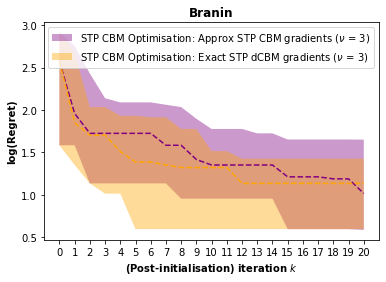 Branin
STP CBM Optimisation: Approx STP CBM gradients (ν = 3)
STP CBM Optimisation: Exact STP dCBM gradients (ν = 3)
log(Regret)
3.0
2.5
2.0
1.5
1.0
0.5
0 1 2 3 4 5 6 7 8 9 10 11 12 13 14 15 16 17 18 19 20
(Post-initialisation) iteration k